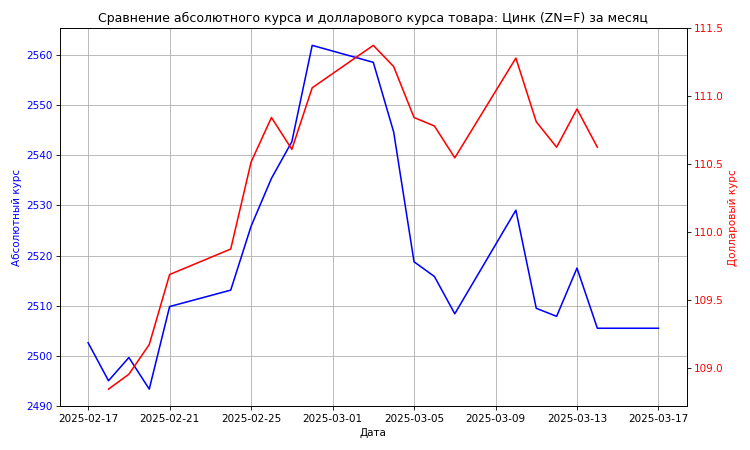 Сравнение абсолютного курса и долларового курса товара: Цинк (ZN=F) за месяц
Абсолютный курс
2560
2550
2540
2530
2520
2510
2500
2490
111.5
111.0
110.5
110.0
109.5
109.0
Долларовый курс
2025-02-17 2025-02-21 2025-02-25 2025-03-01 2025-03-05 2025-03-09 2025-03-13 2025-03-17
Дата